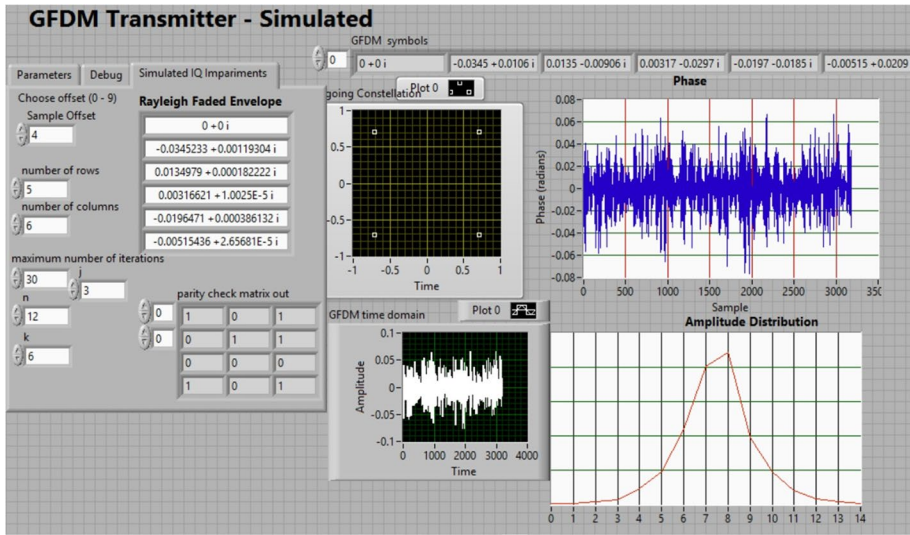 GFDM Transmitter - Simulated
GFDM symbols
0
0 +0 i
-0.0345 +0.0106 i
0.0135 -0.00906 i
0.00317 -0.0297 i
-0.0197 -0.0185 i
-0.00515 +0.0209
Parameters
Debug
Simulated IQ Impariments
Choose offset (0 - 9)
Sample Offset
4
number of rows
5
number of columns
6
maximum number of iterations
30
j
3
n
12
k
6
Rayleigh Faded Envelope
0 +0 i
-0.0345233 +0.00119304 i
0.0134979 +0.000182222 i
0.00316621 +1.0025E-5 i
-0.0196471 +0.000386132 i
-0.00515436 +2.65681E-5 i
parity check matrix out
0
0
1 0 1
0 1 1
0 0 0
1 0 1
going Constellation
Plot 0
1-
0.5-
0-
-0.5-
-1-
-1 -0.5 0 0.5 1
Time
GFDM time domain
Plot 0
Amplitude
0.1-
0.05-
0-
-0.05-
-0.1-
0 1000 2000 3000 4000
Time
Phase
Phase (radians)
0.08-
0.06-
0.04-
0.02-
0-
-0.02-
-0.04-
-0.06-
-0.08-
0 500 1000 1500 2000 2500 3000 350
Sample
Amplitude Distribution
0 1 2 3 4 5 6 7 8 9 10 11 12 13 14